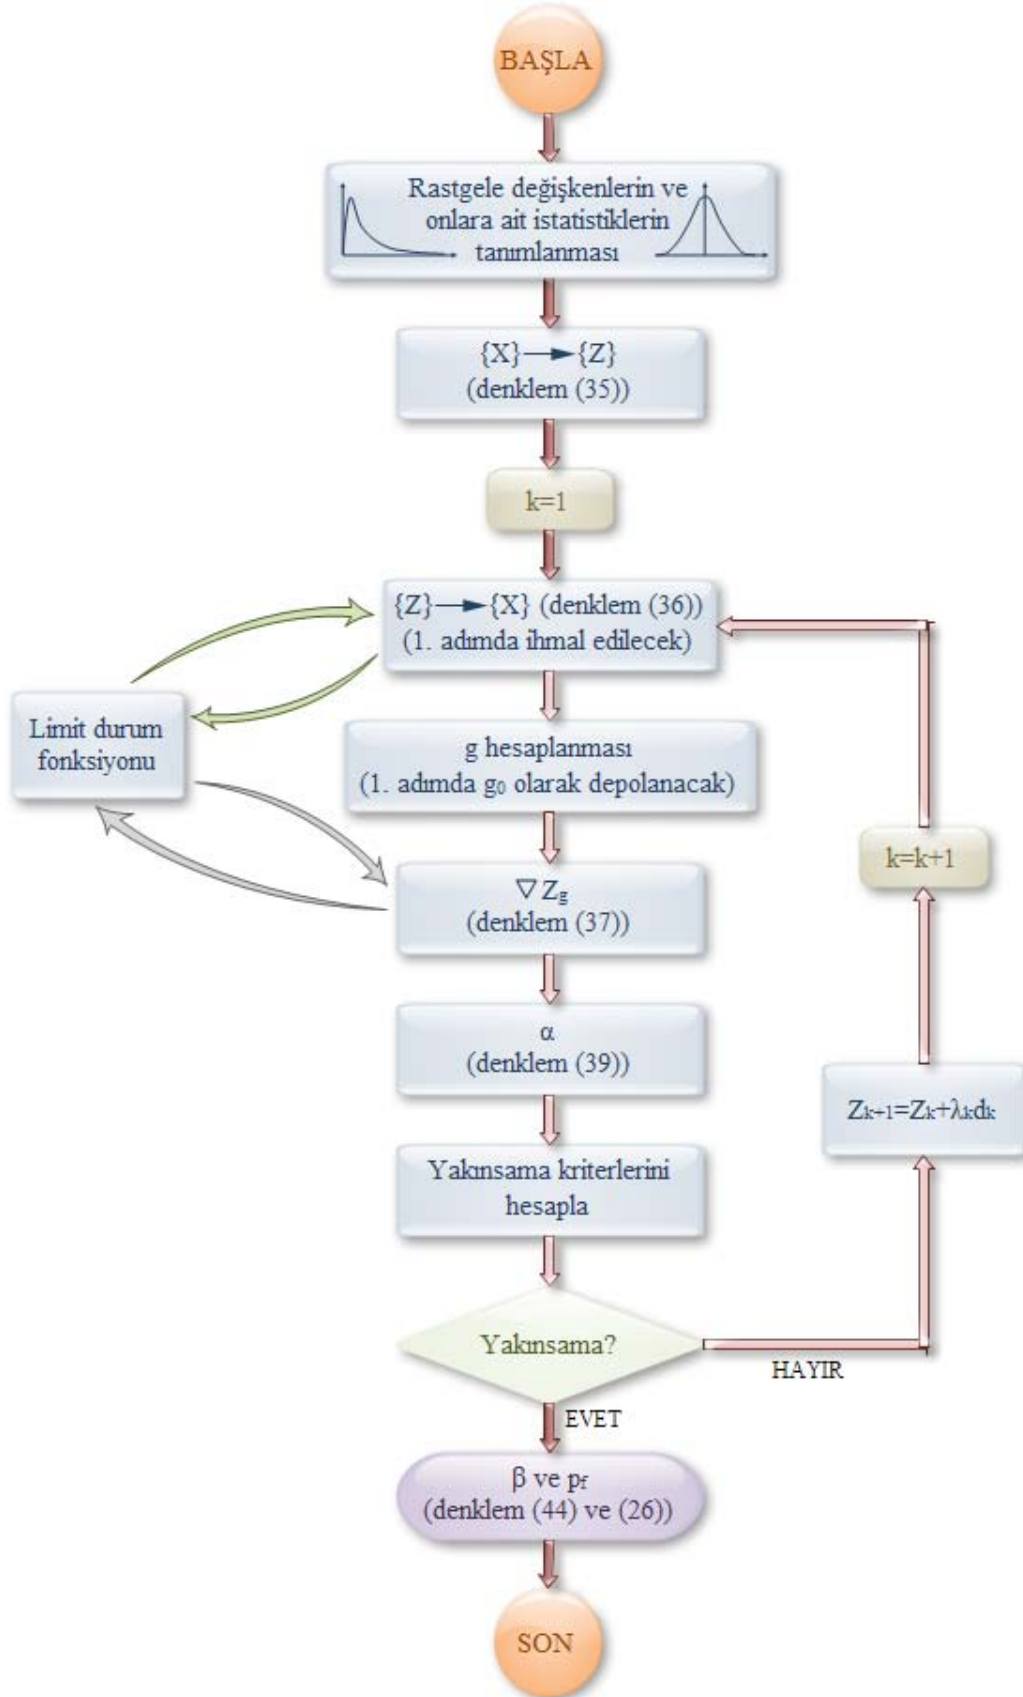 BAŞLA
Rastgele değişkenlerin ve
onlara ait istatistiklerin
tanımlanması
{X}→{Z}
(denklem (35))
k=1
{Z}→{X} (denklem (36))
(1. adımda ihmal edilecek)
Limit durum
fonksiyonu
g hesaplanması
(1. adımda g₀ olarak depolanacak)
k=k+1
∇Zg
(denklem (37))
α
(denklem (39))
Zk+1=Zk+λkdk
Yakınsama kriterlerini
hesapla
Yakınsama?
HAYIR
EVET
β ve pf
(denklem (44) ve (26))
SON